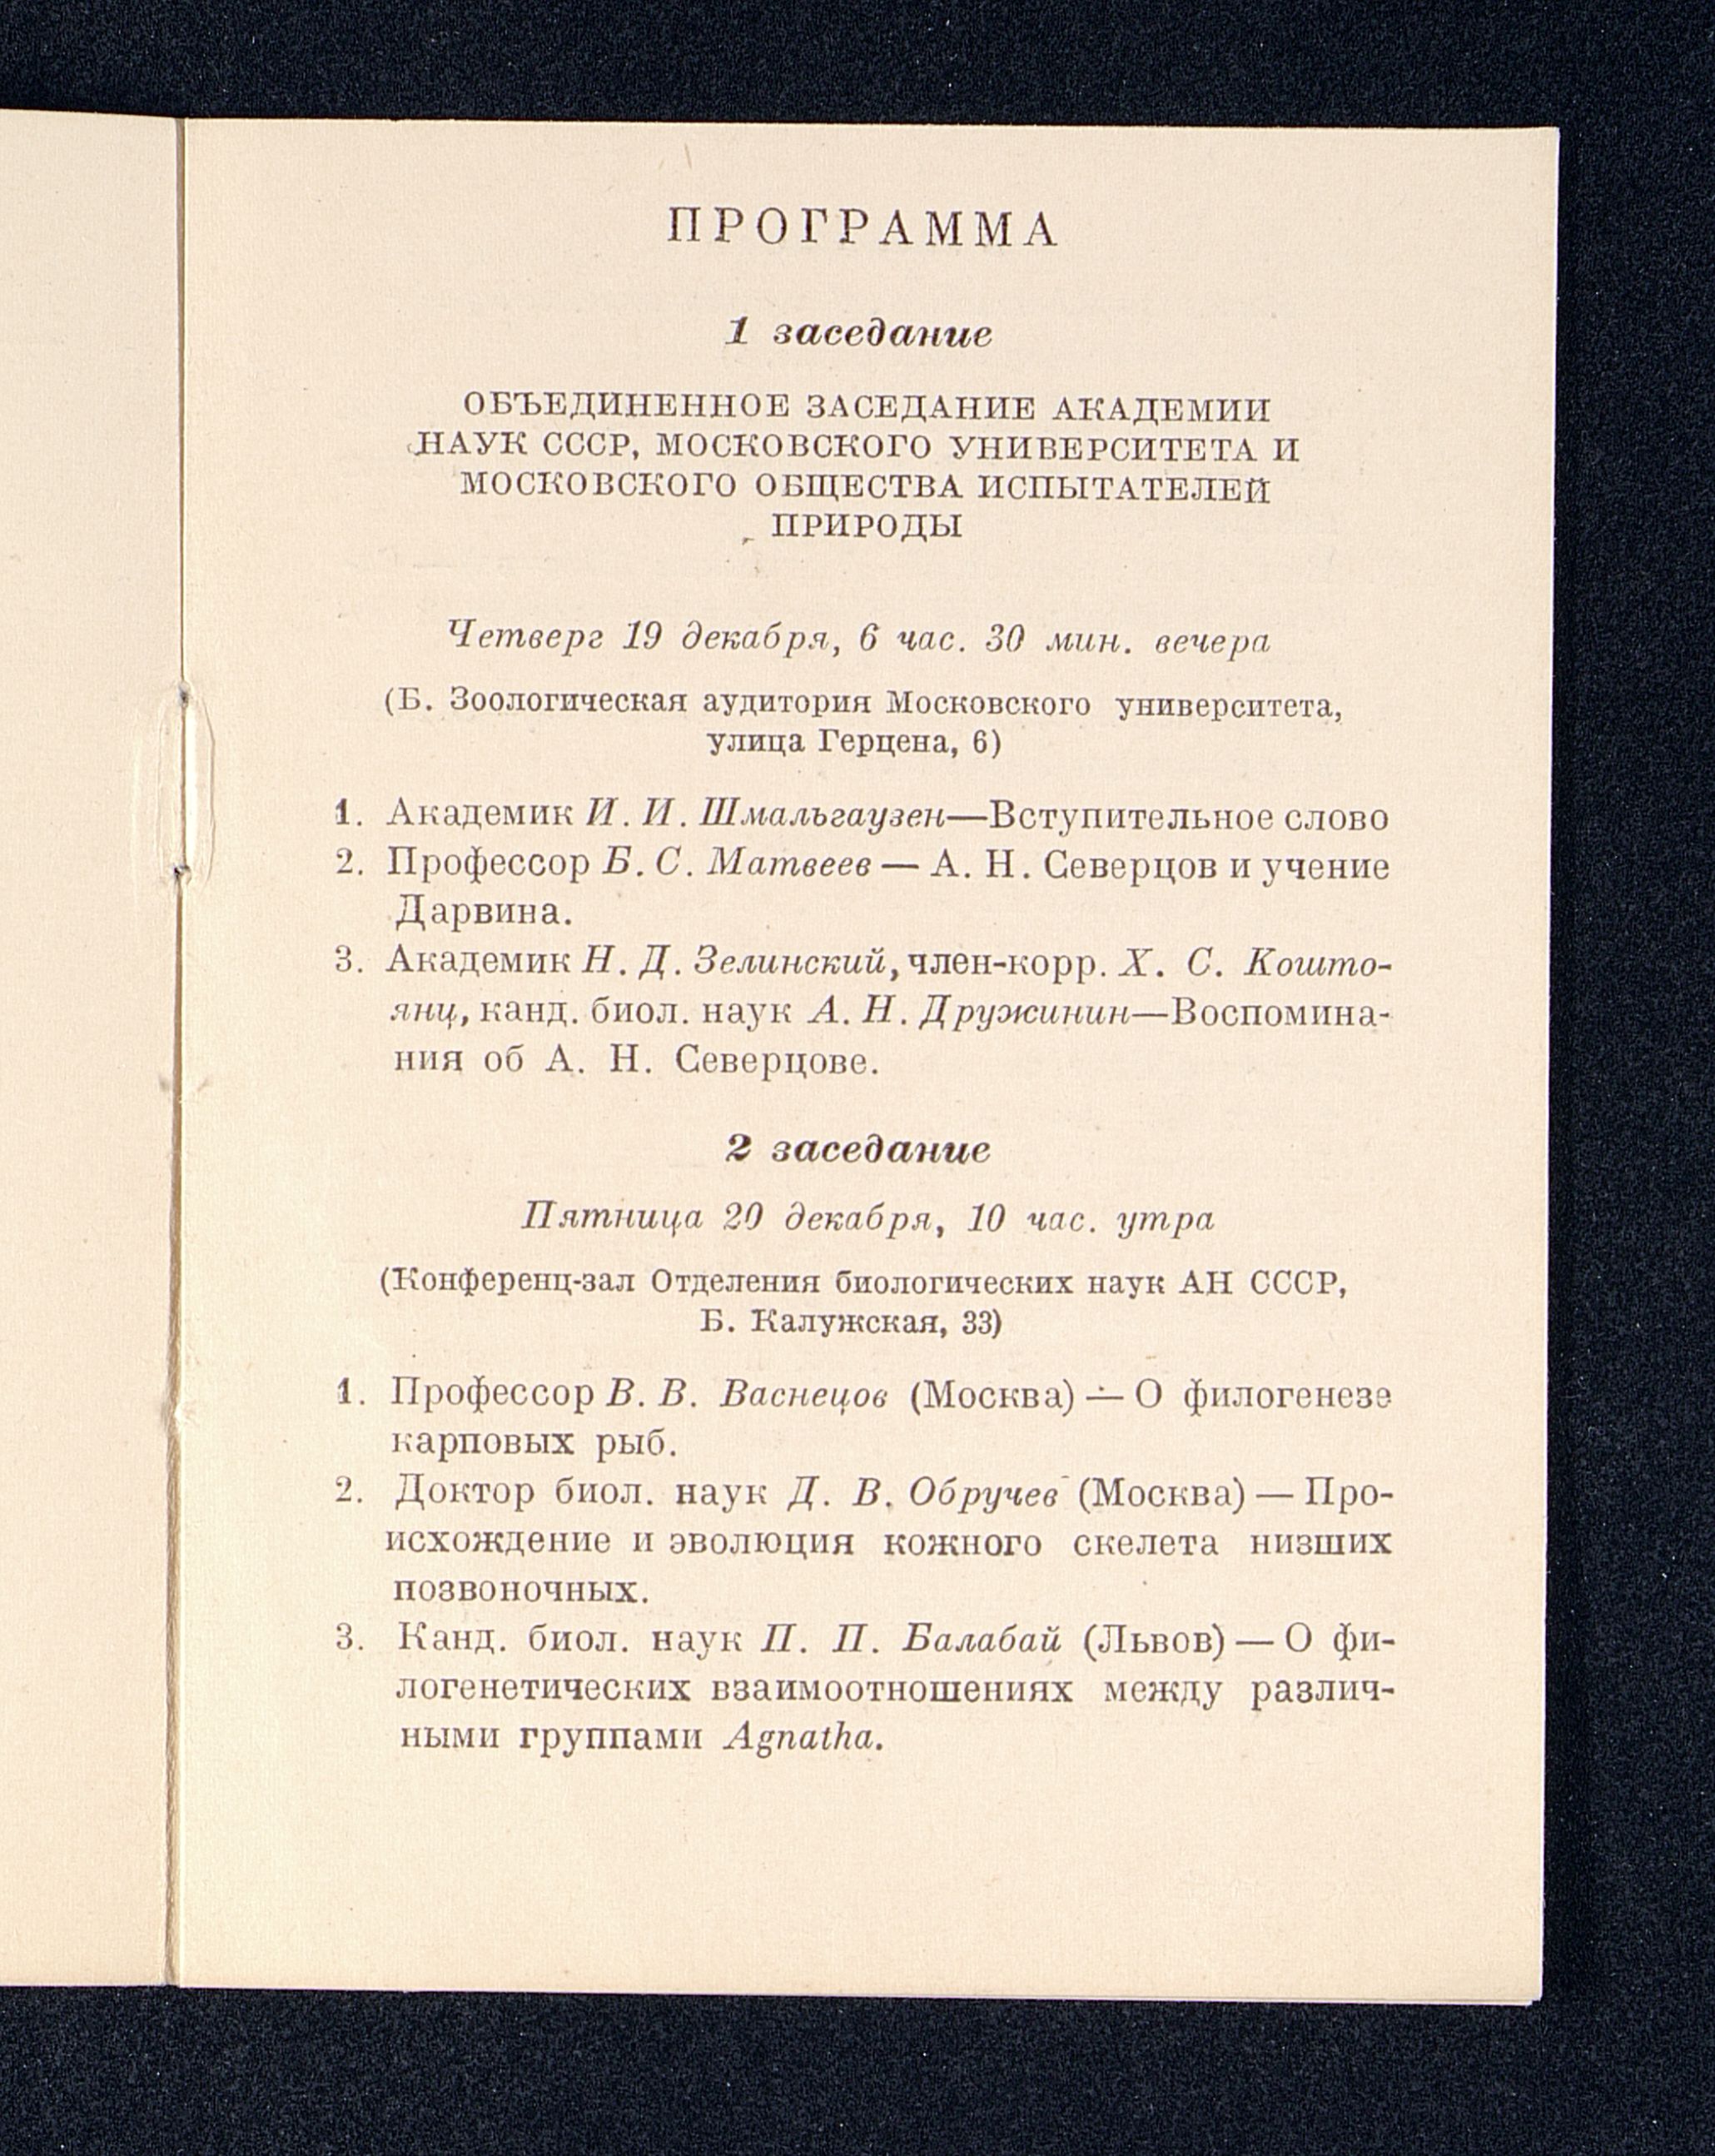 ПРОГРАММА
1 заседание
ОБЪЕДИНЕННОЕ ЗАСЕДАНИЕ АКАДЕМИИ
НАУК СССР, МОСКОВСКОГО УНИВЕРСИТЕТА И
МОСКОВСКОГО ОБЩЕСТВА ИСПЫТАТЕЛЕЙ
ПРИРОДЫ
Четверг 19 декабря, 6 час. 30 мин. вечера
(Б. Зоологическая аудитория Московского университета,
улица Герцена, 6)
1. Академик И. И. Шмальгаузен—Вступительное слово
2. Профессор Б. С. Матвеев — А. Н. Северцов и учение
Дарвина.
3. Академик Н. Д. Зелинский, член-корр. Х. С. Кошто-
янц, канд. биол. наук А. Н. Дружинин—Воспомина-
ния об А. Н. Северцове.
2 заседание
Пятница 20 декабря, 10 час. утра
(Конференц-зал Отделения биологических наук АН СССР,
Б. Калужская, 33)
1. Профессор В. В. Васнецов (Москва) — О филогенезе
карповых рыб.
2. Доктор биол. наук Д. В. Обручев (Москва) — Про-
исхождение и эволюция кожного скелета низших
позвоночных.
3. Канд. биол. наук П. П. Балабай (Львов) — О фи-
логенетических взаимоотношениях между различ-
ными группами Agnatha.